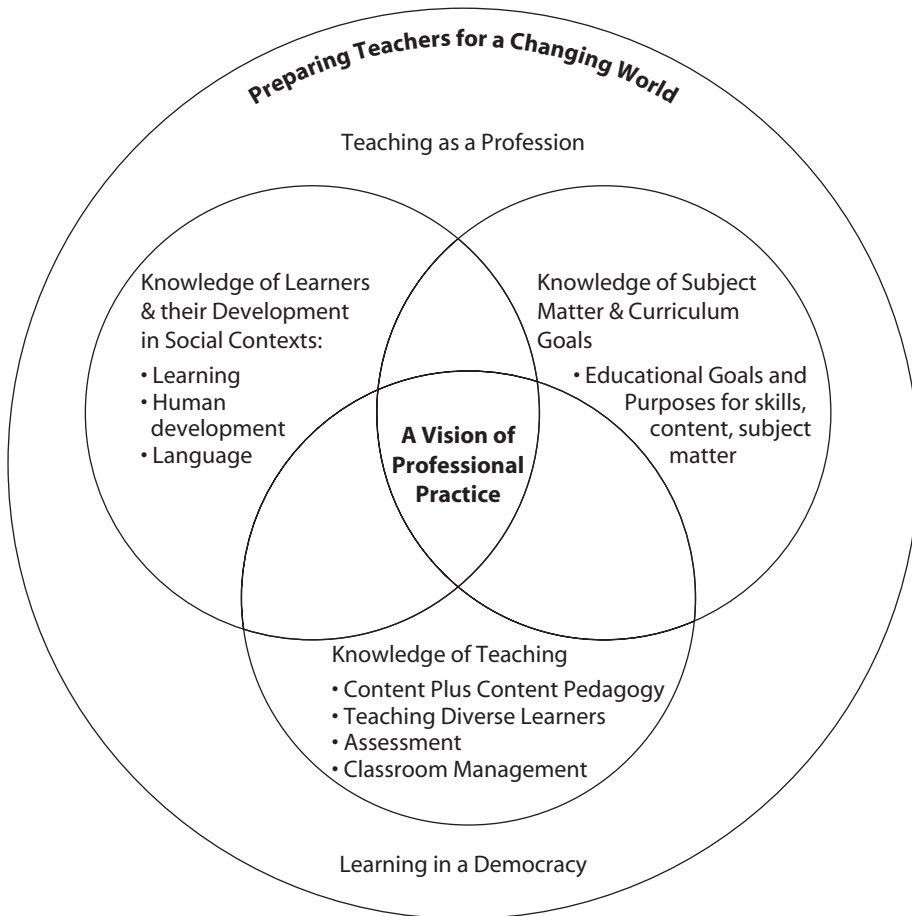 Preparing Teachers for a Changing World
Teaching as a Profession
Knowledge of Learners
& their Development
in Social Contexts:
• Learning
• Human
development
• Language
Knowledge of Subject
Matter & Curriculum
Goals
• Educational Goals and
Purposes for skills,
content, subject
matter
A Vision of
Professional
Practice
Knowledge of Teaching
• Content Plus Content Pedagogy
• Teaching Diverse Learners
• Assessment
• Classroom Management
Learning in a Democracy